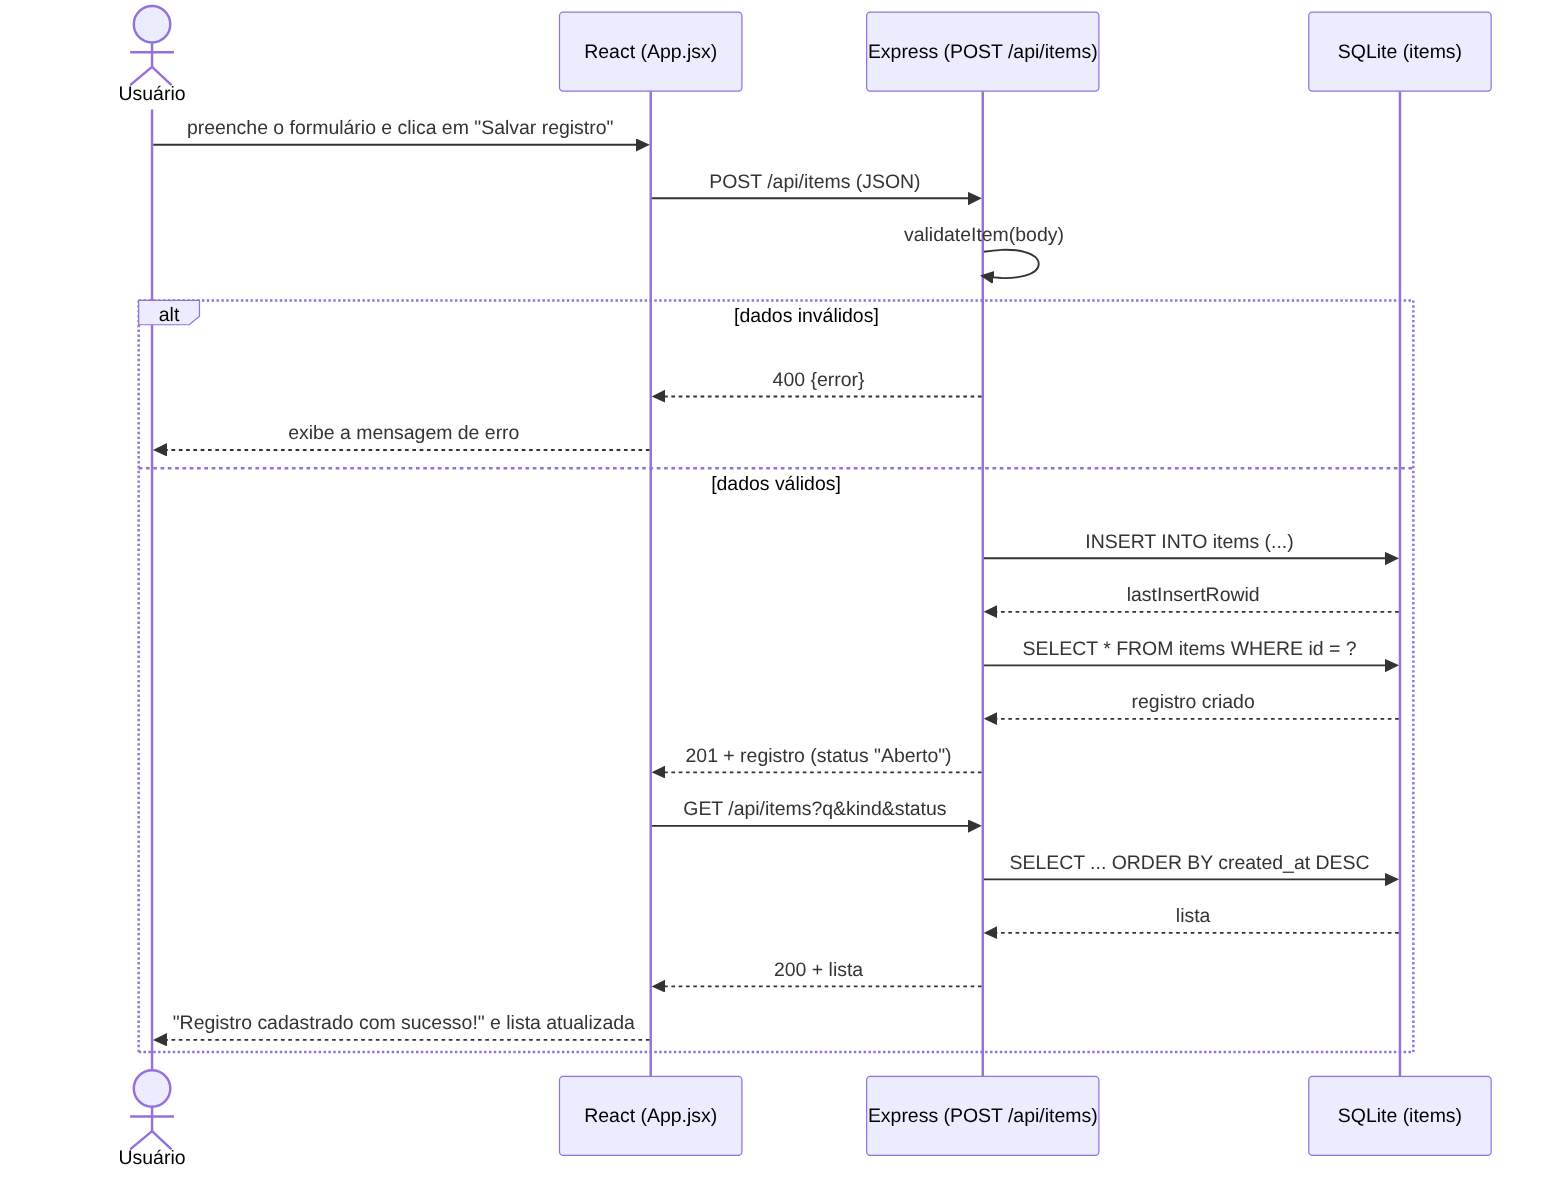 Usuário
React (App.jsx)
Express (POST /api/items)
SQLite (items)
preenche o formulário e clica em "Salvar registro"
POST /api/items (JSON)
validateItem(body)
alt
[dados inválidos]
400 {error}
exibe a mensagem de erro
[dados válidos]
INSERT INTO items (...)
lastInsertRowid
SELECT * FROM items WHERE id = ?
registro criado
201 + registro (status "Aberto")
GET /api/items?q&kind&status
SELECT ... ORDER BY created_at DESC
lista
200 + lista
"Registro cadastrado com sucesso!" e lista atualizada
Usuário
React (App.jsx)
Express (POST /api/items)
SQLite (items)